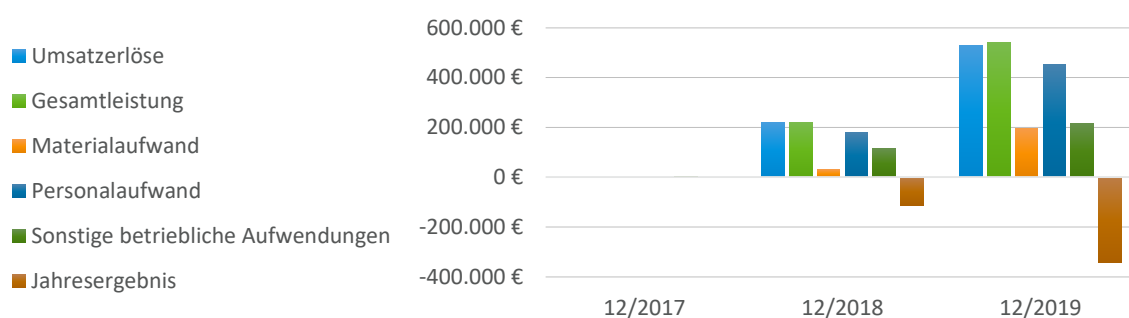 Umsatzerlöse
Gesamtleistung
Materialaufwand
Personalaufwand
Sonstige betriebliche Aufwendungen
Jahresergebnis
600.000 €
400.000 €
200.000 €
0 €
-200.000 €
-400.000 €
12/2017 12/2018 12/2019